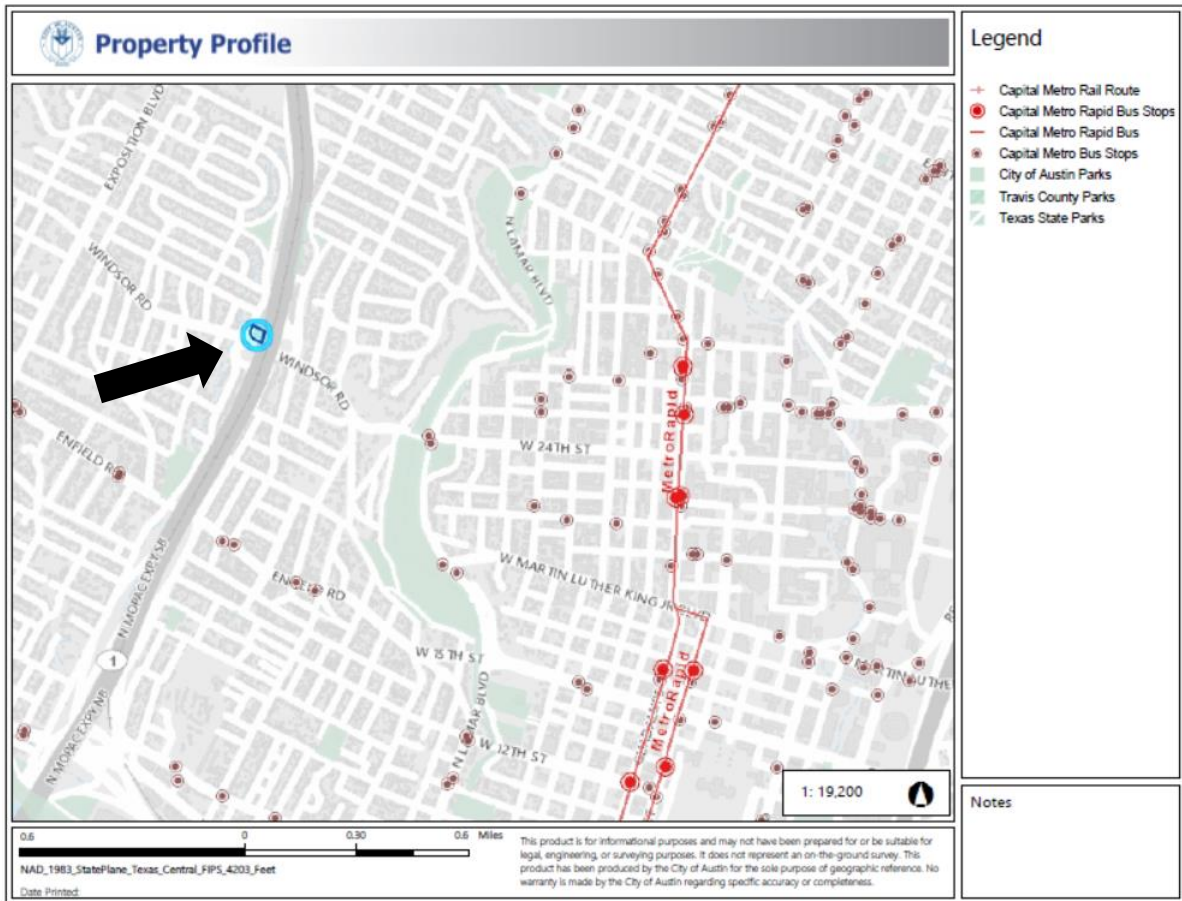 Property Profile
Legend
Capital Metro Rail Route
Capital Metro Rapid Bus Stops
Capital Metro Rapid Bus
Capital Metro Bus Stops
City of Austin Parks
Travis County Parks
Texas State Parks
EXPOSITION BLVD
WINDSOR RD
N LAMAR BLVD
WINDSOR RD
MetroRapid
W 24TH ST
ENFIELD RD
N MOPAC EXPY SB
W MARTIN LUTHER KING JR BLVD
ENFIELD RD
W 15TH ST
MetroRapid
MARTIN LUTHER
1
N LAMAR BLVD
W 12TH ST
N MOPAC EXPY NB
1: 19,200
Notes
0.6
0
0.30
0.6 Miles
NAD_1983_StatePlane_Texas_Central_FIPS_4203_Feet
Date Printed:
This product is for informational purposes and may not have been prepared for or be suitable for
legal, engineering, or surveying purposes. It does not represent an on-the-ground survey. This
product has been produced by the City of Austin for the sole purpose of geographic reference. No
warranty is made by the City of Austin regarding specific accuracy or completeness.